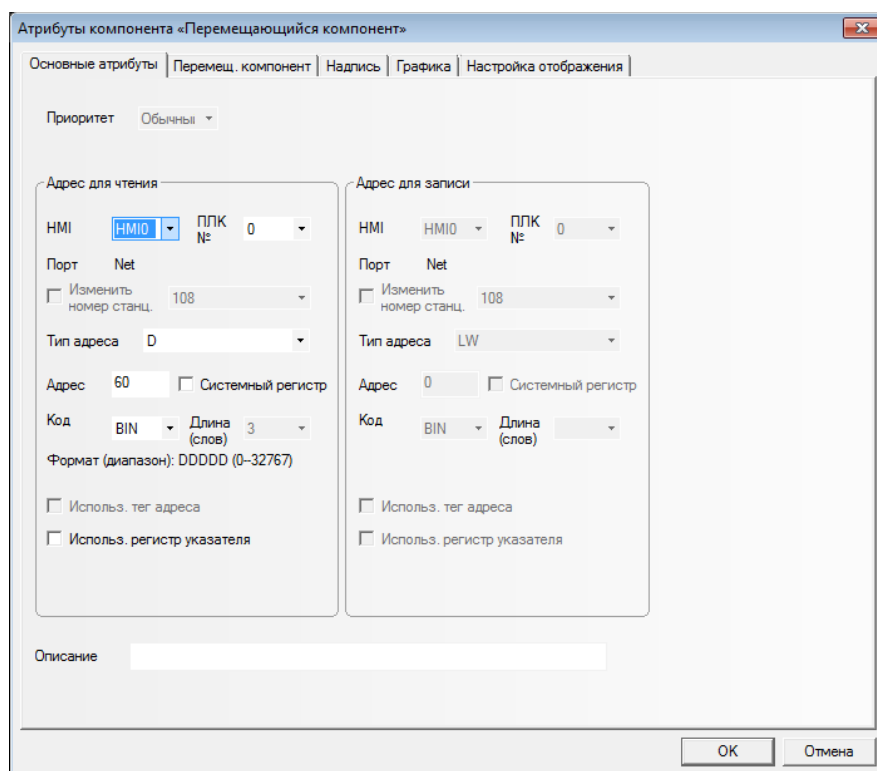 Атрибуты компонента «Перемещающийся компонент»
Основные атрибуты Перемещ. компонент Надпись Графика Настройка отображения
Приоритет Обычны
Адрес для чтения
HMI HMI0 ПЛК № 0
Порт Net
Изменить номер станц. 108
Тип адреса D
Адрес 60 Системный регистр
Код BIN Длина (слов) 3
Формат (диапазон): DDDDD (0--32767)
Использ. тег адреса
Использ. регистр указателя
Адрес для записи
HMI HMI0 ПЛК № 0
Порт Net
Изменить номер станц. 108
Тип адреса LW
Адрес 0 Системный регистр
Код BIN Длина (слов)
Использ. тег адреса
Использ. регистр указателя
Описание
OK Отмена